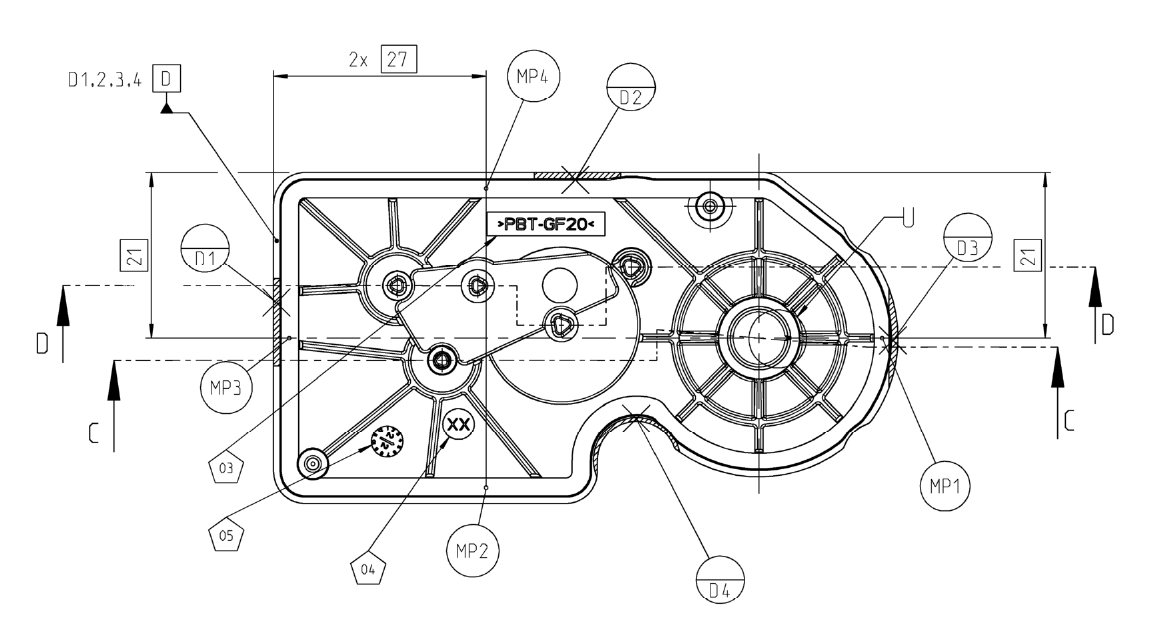 2x 27
D1,2,3,4 D
MP4
D2
>PBT-GF20<
U
21
D1
D3
21
D
D
MP3
C
C
XX
22
03
MP1
05
MP2
04
D4